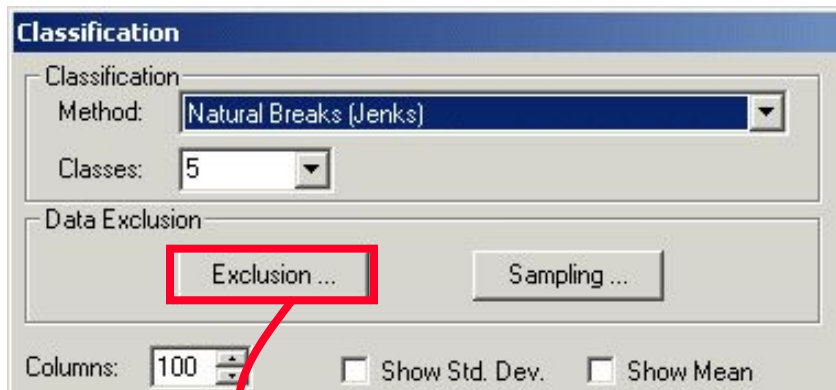 Classification
Classification
Method: Natural Breaks (Jenks)
Classes: 5
Data Exclusion
Exclusion ... Sampling ...
Columns: 100 Show Std. Dev. Show Mean